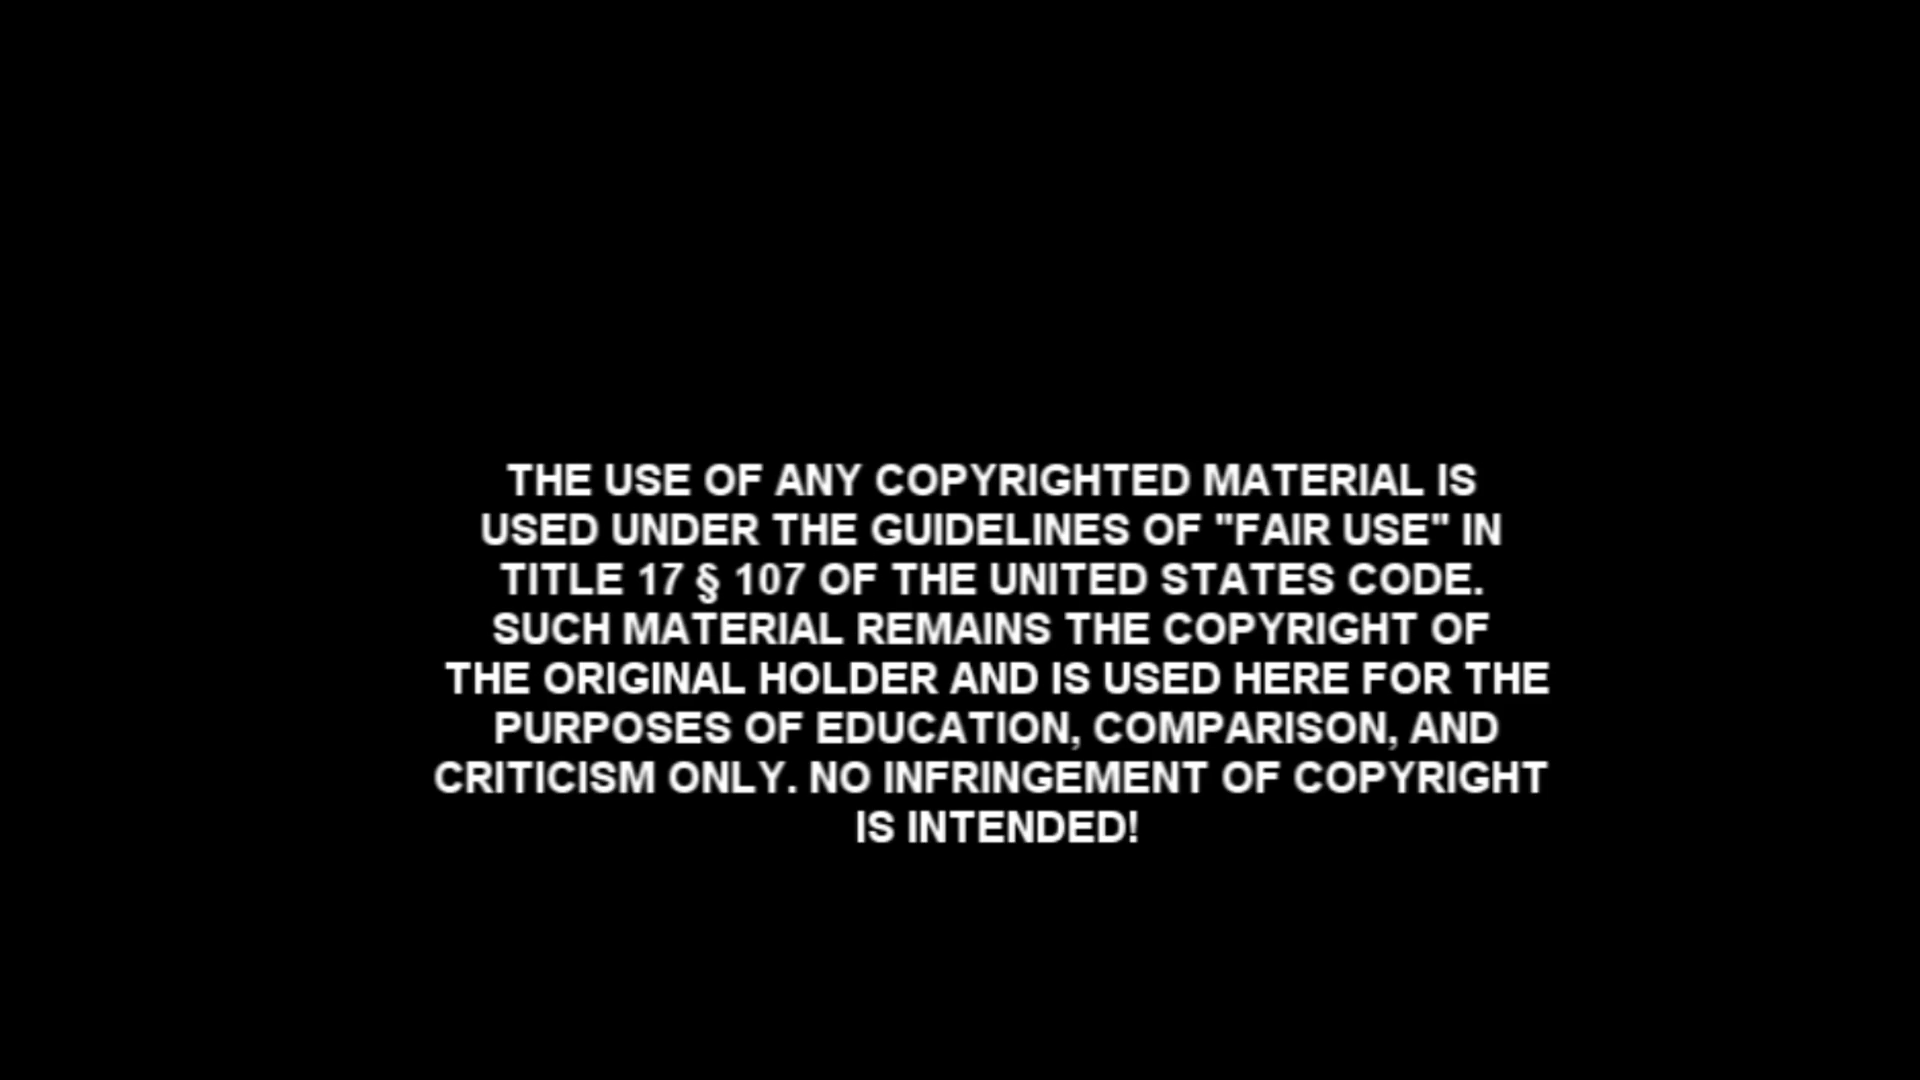 THE USE OF ANY COPYRIGHTED MATERIAL IS
USED UNDER THE GUIDELINES OF "FAIR USE" IN
TITLE 17 § 107 OF THE UNITED STATES CODE.
SUCH MATERIAL REMAINS THE COPYRIGHT OF
THE ORIGINAL HOLDER AND IS USED HERE FOR THE
PURPOSES OF EDUCATION, COMPARISON, AND
CRITICISM ONLY. NO INFRINGEMENT OF COPYRIGHT
IS INTENDED!